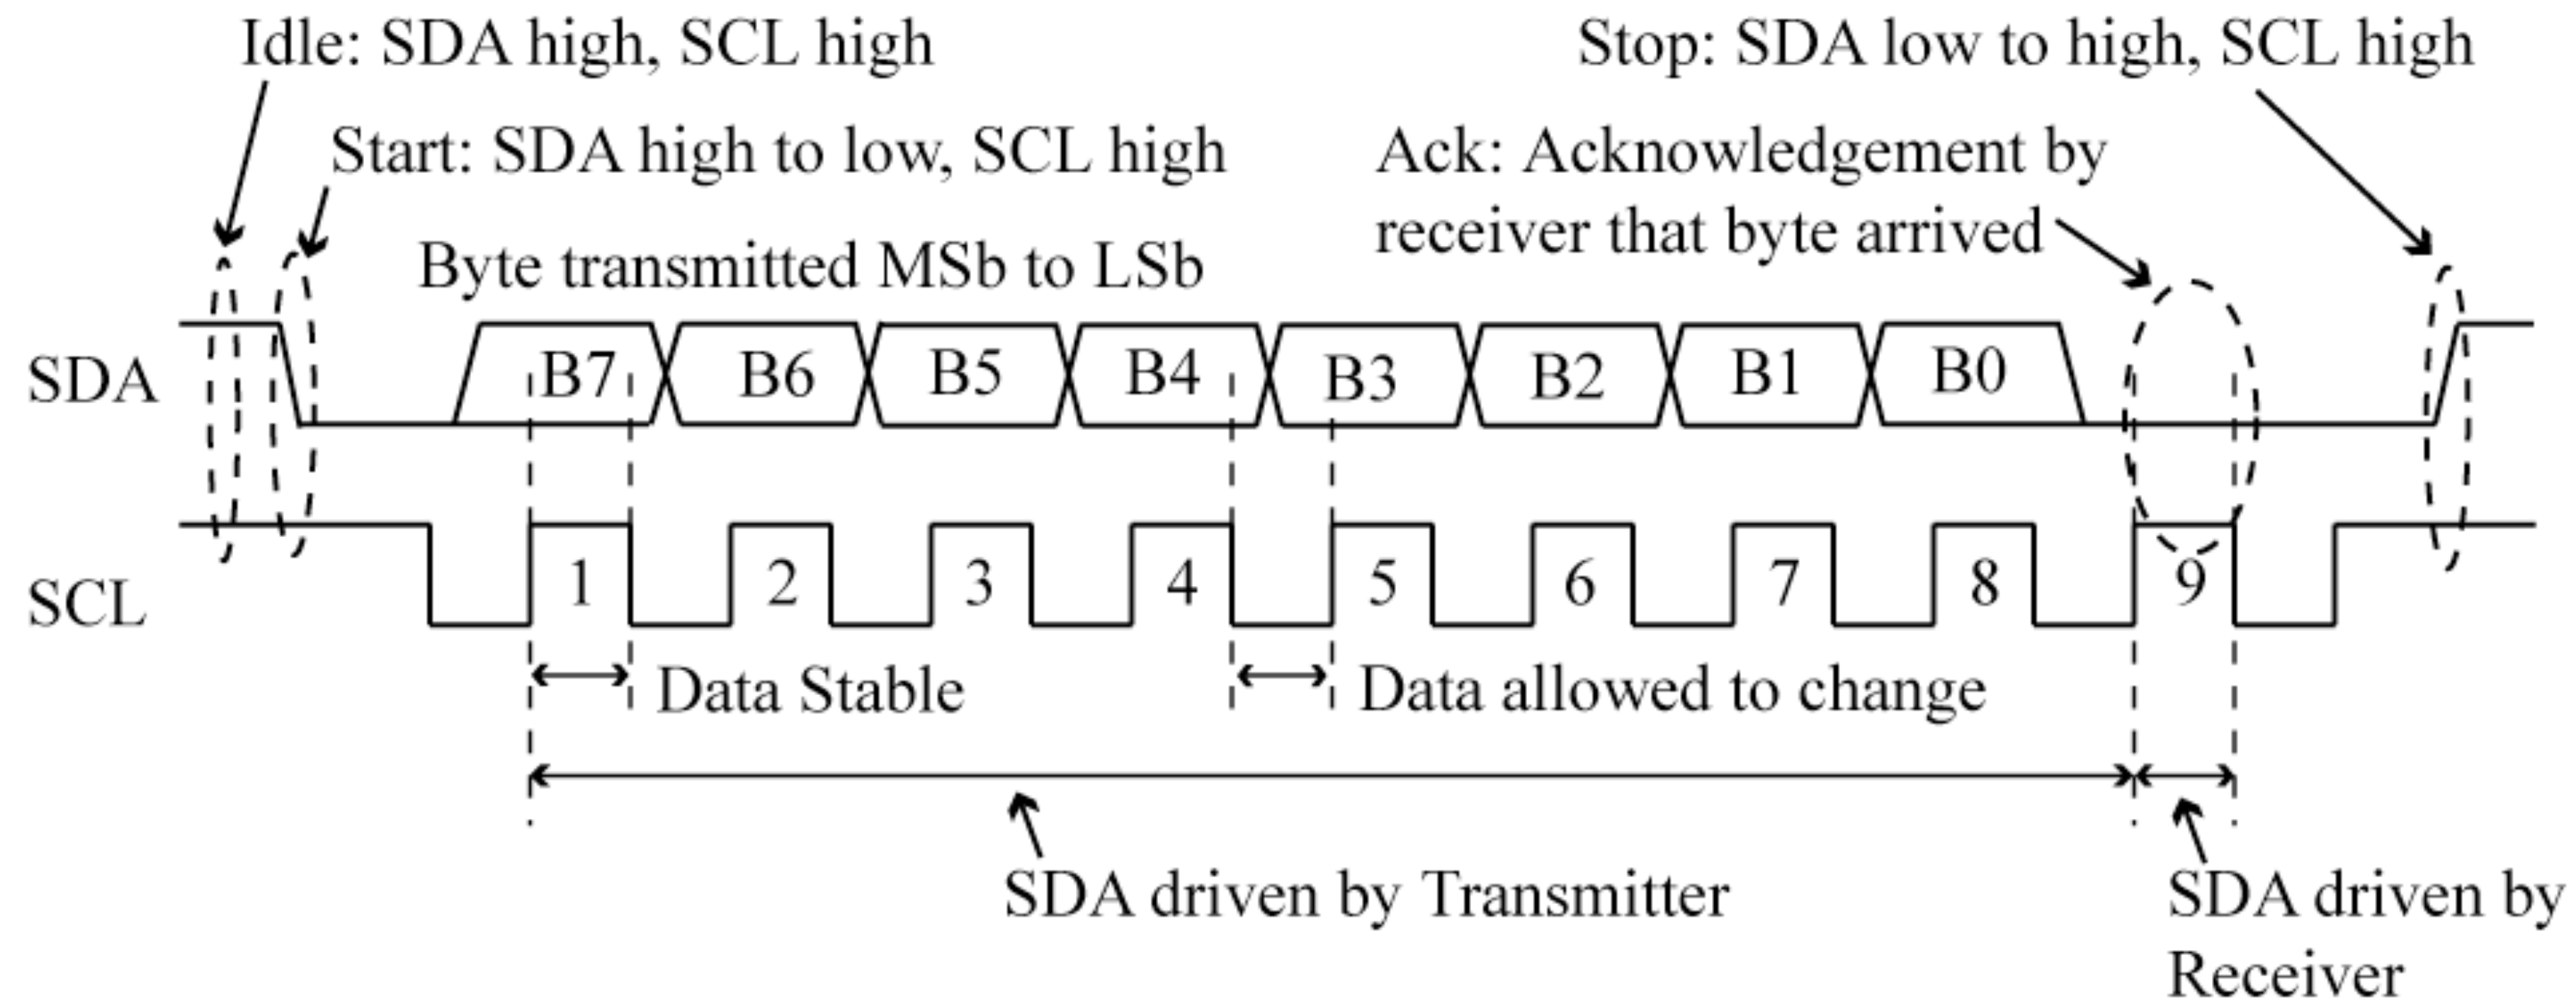 Idle: SDA high, SCL high
Stop: SDA low to high, SCL high
Start: SDA high to low, SCL high
Ack: Acknowledgement by
receiver that byte arrived
Byte transmitted MSb to LSb
SDA
B7
B6
B5
B4
B3
B2
B1
B0
SCL
1
2
3
4
5
6
7
8
9
Data Stable
Data allowed to change
SDA driven by Transmitter
SDA driven by
Receiver